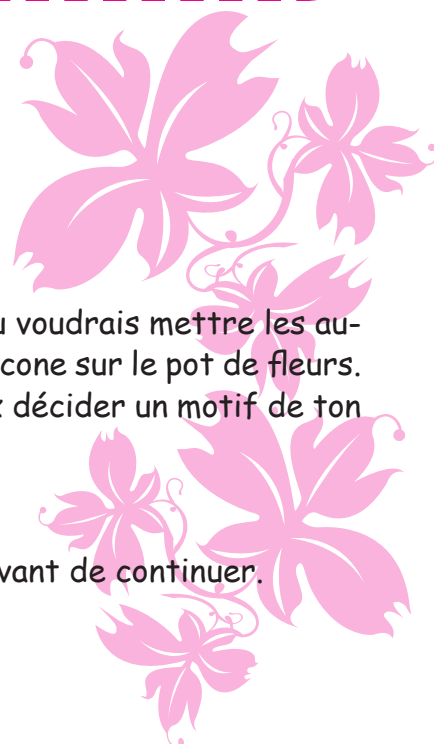 voudrais mettre les au-
cone sur le pot de fleurs.
décider un motif de ton
vant de continuer.